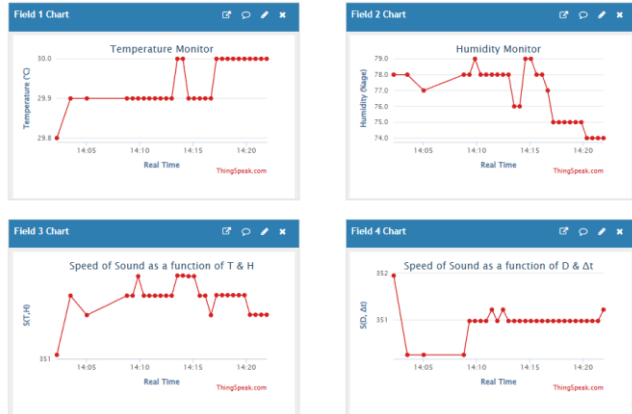 Field 1 Chart
Temperature Monitor
Temperature (°C)
30.0
29.9
29.8
14:05
14:10
14:15
14:20
Real Time
ThingSpeak.com
Field 2 Chart
Humidity Monitor
Humidity (%age)
79.0
78.0
77.0
76.0
75.0
74.0
14:05
14:10
14:15
14:20
Real Time
ThingSpeak.com
Field 3 Chart
Speed of Sound as a function of T & H
S(T,H)
351
14:05
14:10
14:15
14:20
Real Time
ThingSpeak.com
Field 4 Chart
Speed of Sound as a function of D & Δt
S(D, Δt)
352
351
14:05
14:10
14:15
14:20
Real Time
ThingSpeak.com